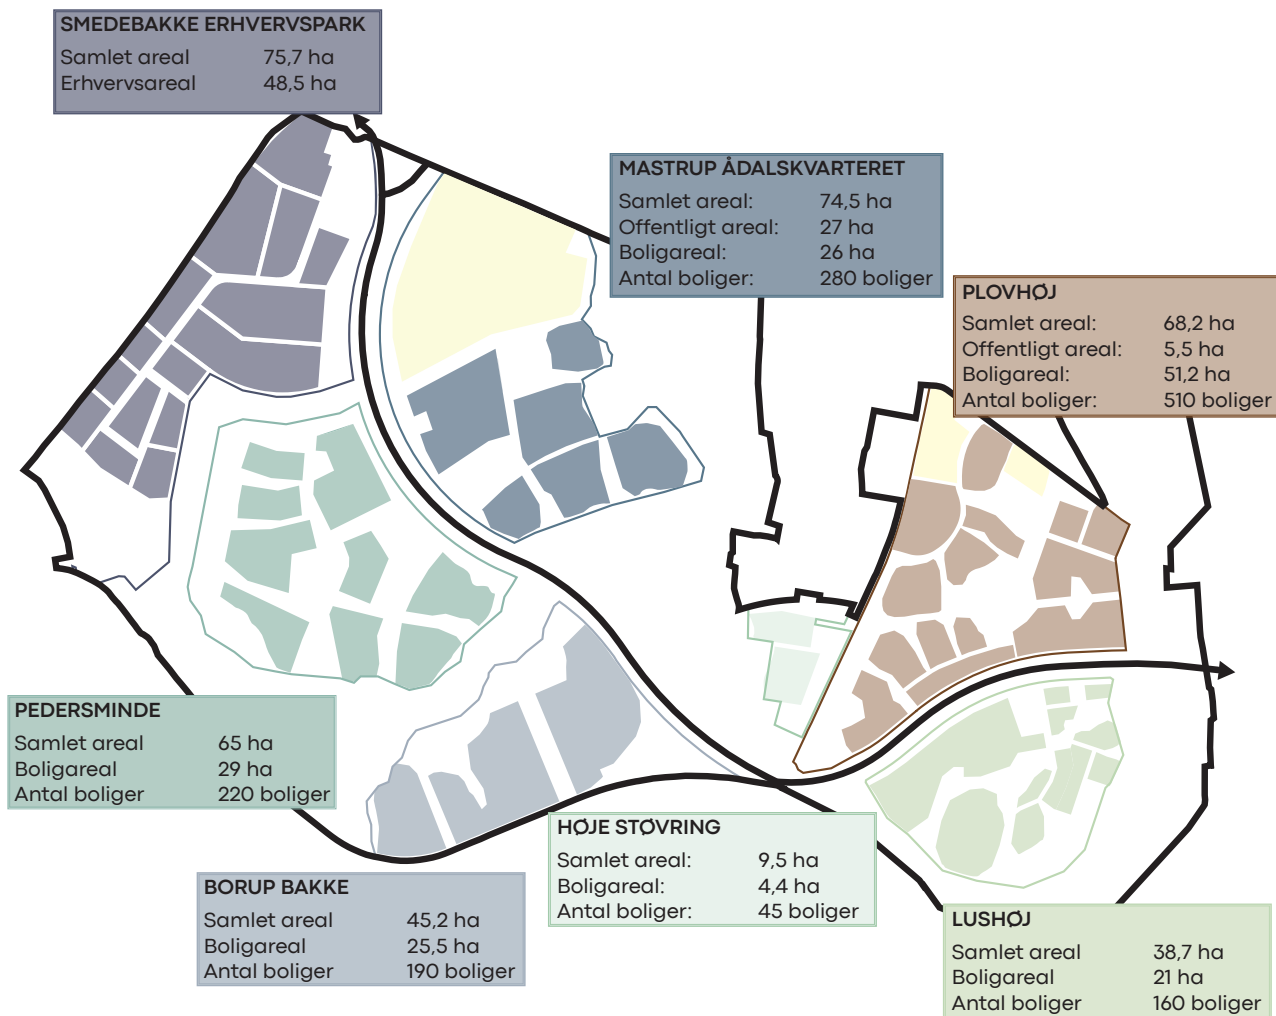 SMEDEBAKKE ERHVERVSPARK
Samlet areal 75,7 ha
Erhvervsareal 48,5 ha
MASTRUP ÅDALSKVARTERET
Samlet areal: 74,5 ha
Offentligt areal: 27 ha
Boligareal: 26 ha
Antal boliger: 280 boliger
PLOVHØJ
Samlet areal: 68,2 ha
Offentligt areal: 5,5 ha
Boligareal: 51,2 ha
Antal boliger: 510 boliger
PEDERSMINDE
Samlet areal 65 ha
Boligareal 29 ha
Antal boliger 220 boliger
HØJE STØVRING
Samlet areal: 9,5 ha
Boligareal: 4,4 ha
Antal boliger: 45 boliger
BORUP BAKKE
Samlet areal 45,2 ha
Boligareal 25,5 ha
Antal boliger 190 boliger
LUSHØJ
Samlet areal 38,7 ha
Boligareal 21 ha
Antal boliger 160 boliger